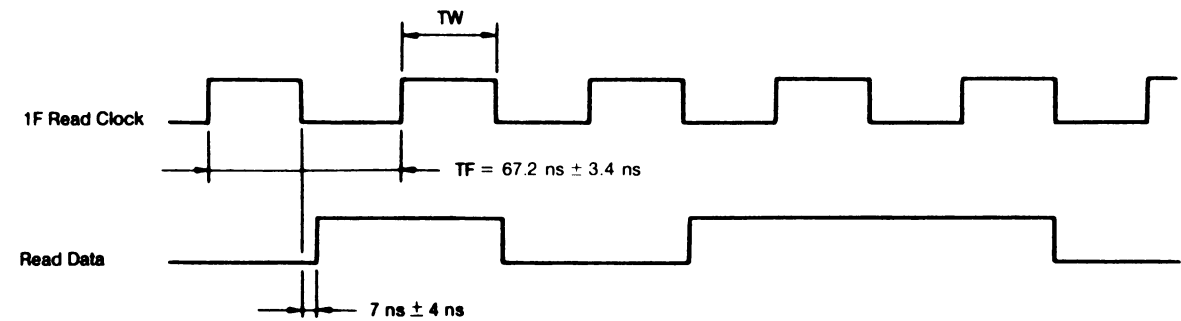 TW
1F Read Clock
TF = 67.2 ns ± 3.4 ns
Read Data
7 ns ± 4 ns